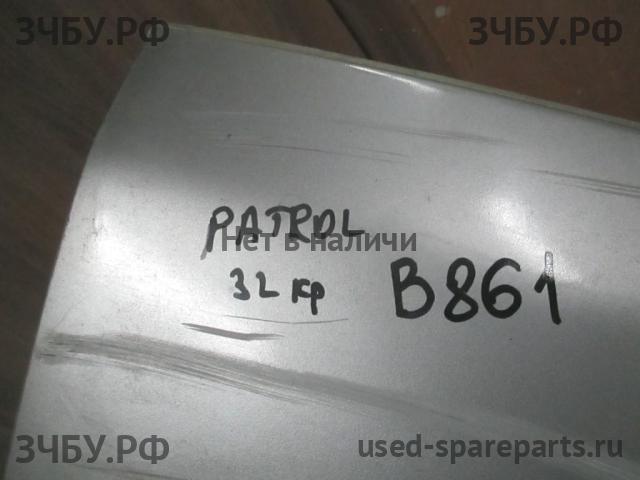 ЗЧБУ.РФ ЗЧБУ.РФ
PATROL
Нет в наличи
32 кр B861
ЗЧБУ.РФ used-spareparts.ru